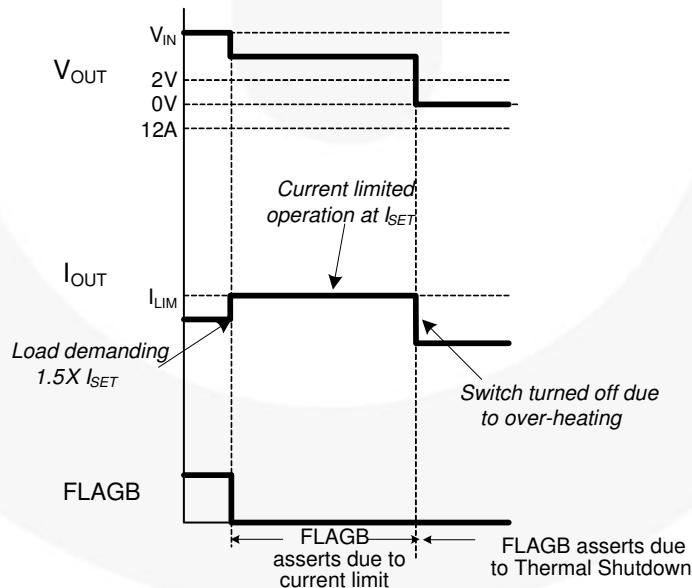 VIN
VOUT
2V
0V
12A
Current limited
operation at ISET
IOUT
ILIM
Load demanding
1.5X ISET
Switch turned off due
to over-heating
FLAGB
FLAGB
asserts due to
current limit
FLAGB asserts due
to Thermal Shutdown